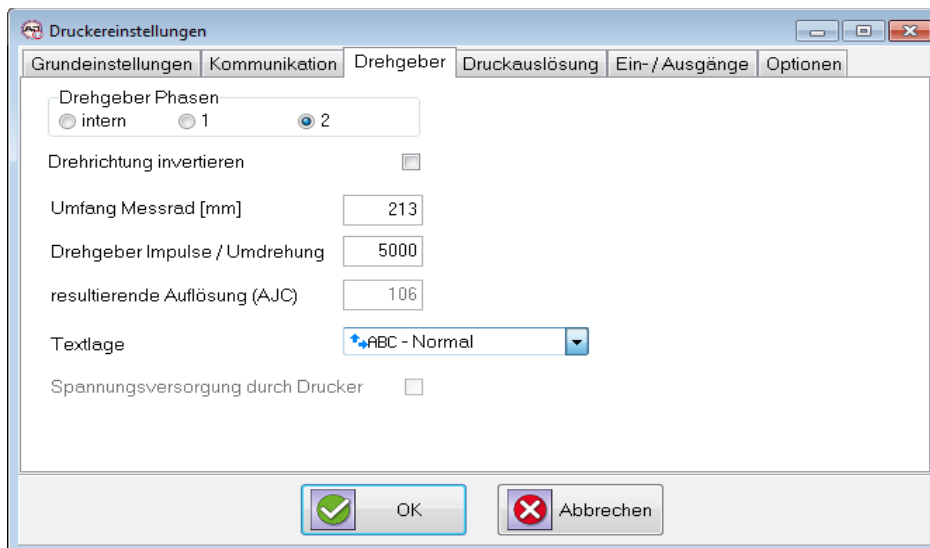 Druckereinstellungen
Grundeinstellungen Kommunikation Drehgeber Druckauslösung Ein-/Ausgänge Optionen
Drehgeber Phasen
intern 1 2
Drehrichtung invertieren
Umfang Messrad [mm] 213
Drehgeber Impulse / Umdrehung 5000
resultierende Auflösung (AJC) 106
Textlage ABC - Normal
Spannungsversorgung durch Drucker
OK Abbrechen